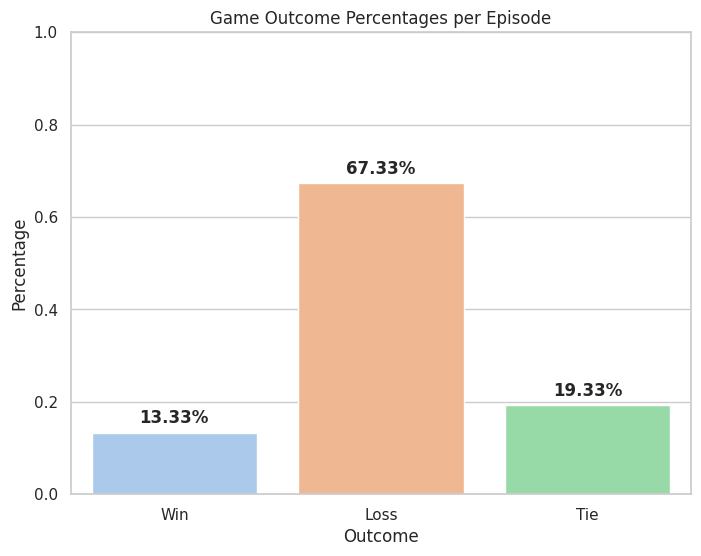 Game Outcome Percentages per Episode
1.0
0.8
67.33%
0.6
Percentage
0.4
19.33%
0.2
13.33%
0.0
Win Loss Tie
Outcome